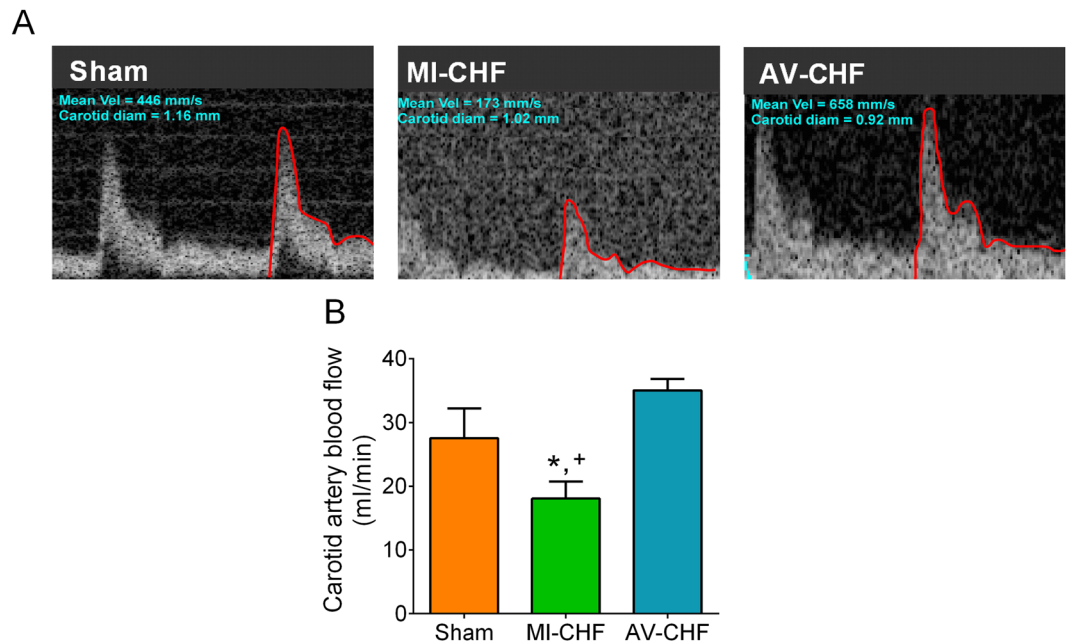 A
Sham
Mean Vel = 446 mm/s
Carotid diam = 1.16 mm
MI-CHF
Mean Vel = 173 mm/s
Carotid diam = 1.02 mm
AV-CHF
Mean Vel = 658 mm/s
Carotid diam = 0.92 mm
B
Carotid artery blood flow
(ml/min)
40
30
20
10
0
*,+
Sham
MI-CHF
AV-CHF